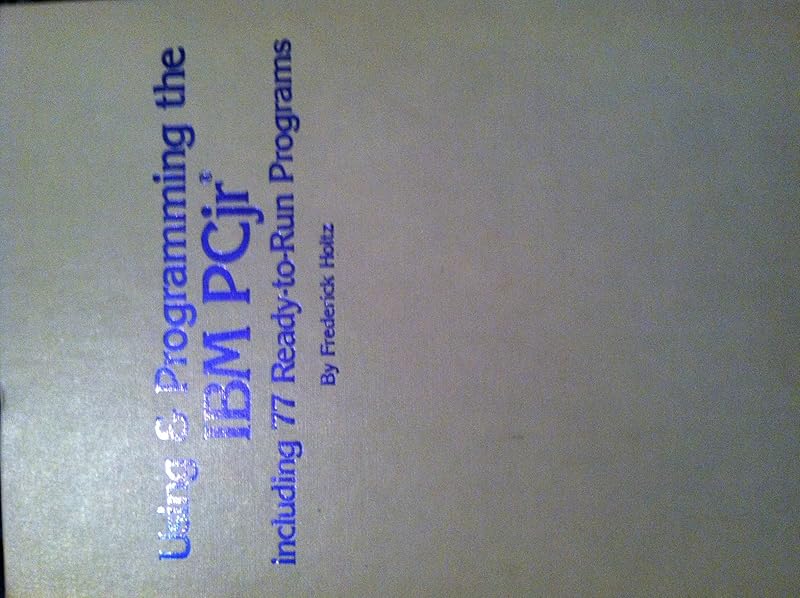 Using & Programming the
IBM PCjr®
including 77 Ready-to-Run Programs
By Frederick Holtz